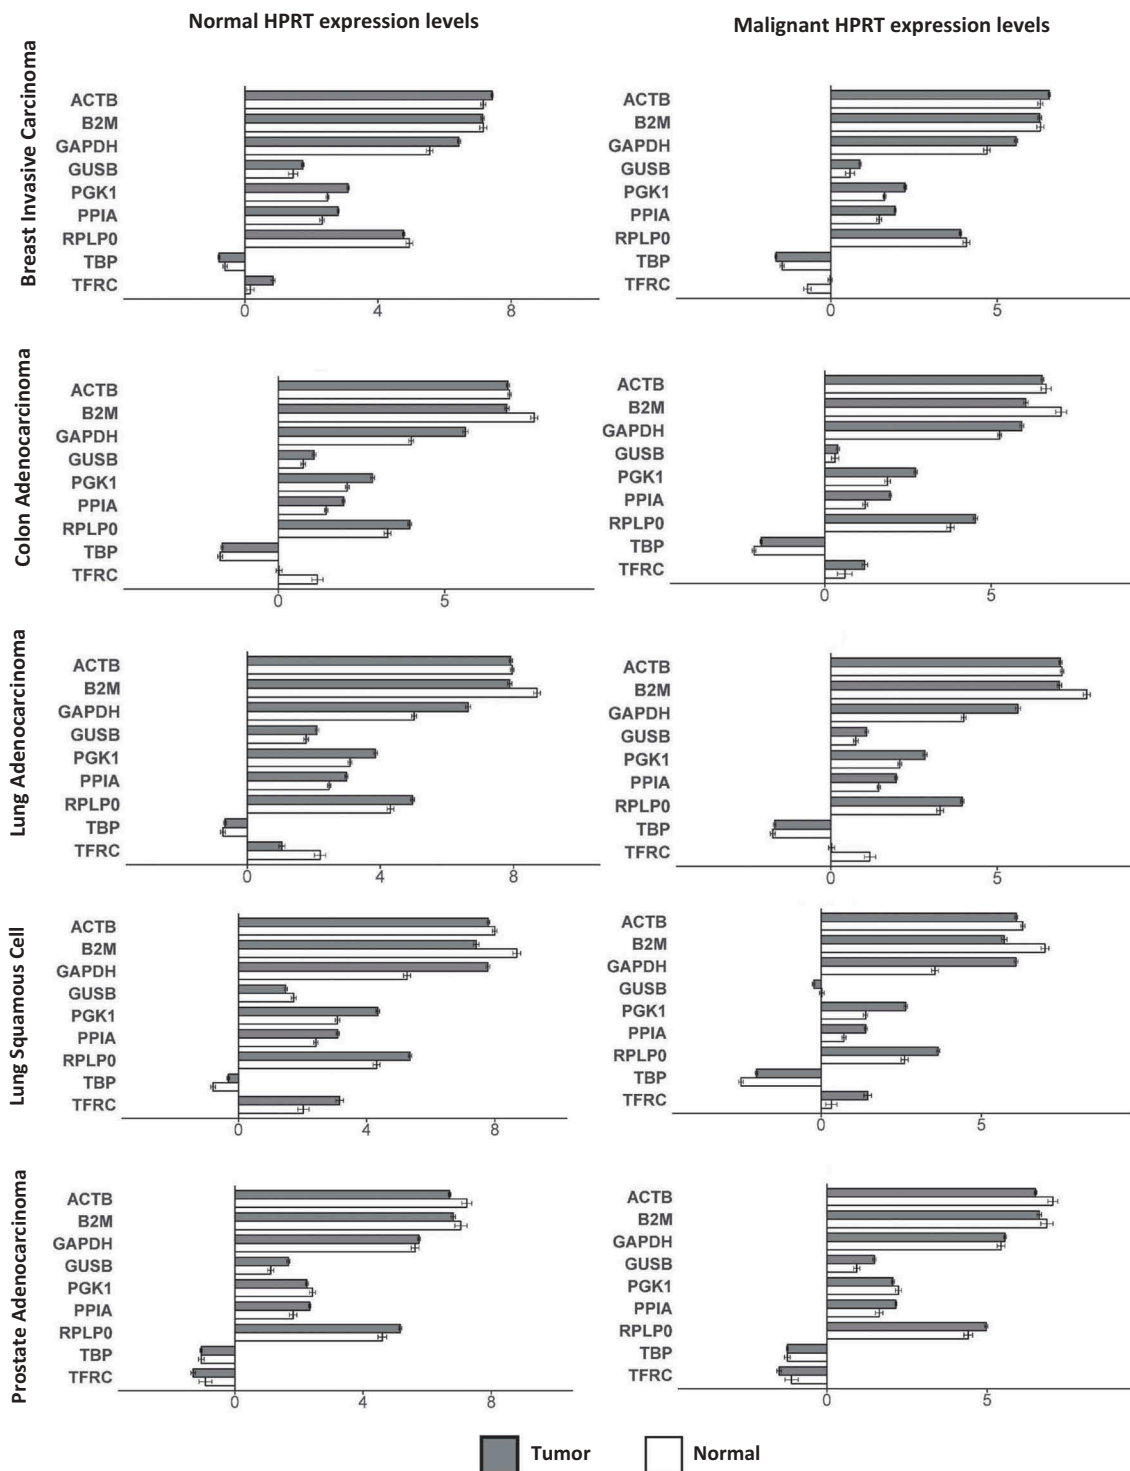 Normal HPRT expression levels
Malignant HPRT expression levels
Breast Invasive Carcinoma
ACTB
B2M
GAPDH
GUSB
PGK1
PPIA
RPLP0
TBP
TFRC
0 4 8
ACTB
B2M
GAPDH
GUSB
PGK1
PPIA
RPLP0
TBP
TFRC
0 5
Colon Adenocarcinoma
ACTB
B2M
GAPDH
GUSB
PGK1
PPIA
RPLP0
TBP
TFRC
0 5
ACTB
B2M
GAPDH
GUSB
PGK1
PPIA
RPLP0
TBP
TFRC
0 5
Lung Adenocarcinoma
ACTB
B2M
GAPDH
GUSB
PGK1
PPIA
RPLP0
TBP
TFRC
0 4 8
ACTB
B2M
GAPDH
GUSB
PGK1
PPIA
RPLP0
TBP
TFRC
0 5
Lung Squamous Cell
ACTB
B2M
GAPDH
GUSB
PGK1
PPIA
RPLP0
TBP
TFRC
0 4 8
ACTB
B2M
GAPDH
GUSB
PGK1
PPIA
RPLP0
TBP
TFRC
0 5
Prostate Adenocarcinoma
ACTB
B2M
GAPDH
GUSB
PGK1
PPIA
RPLP0
TBP
TFRC
0 4 8
ACTB
B2M
GAPDH
GUSB
PGK1
PPIA
RPLP0
TBP
TFRC
0 5
Tumor
Normal